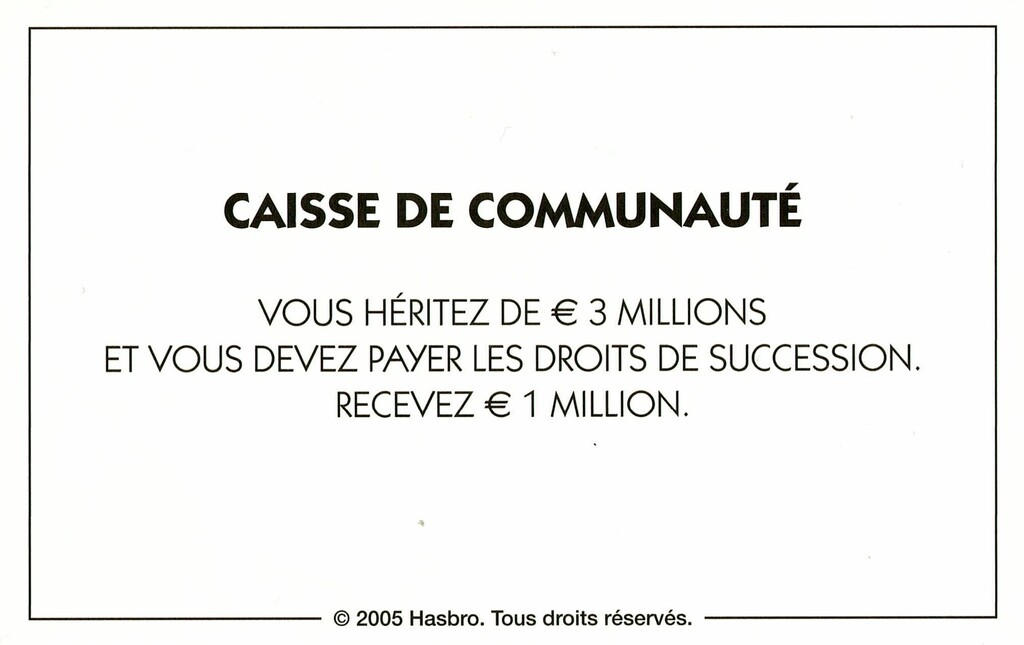 CAISSE DE COMMUNAUTÉ
VOUS HÉRITEZ DE € 3 MILLIONS
ET VOUS DEVEZ PAYER LES DROITS DE SUCCESSION.
RECEVEZ € 1 MILLION.
© 2005 Hasbro. Tous droits réservés.